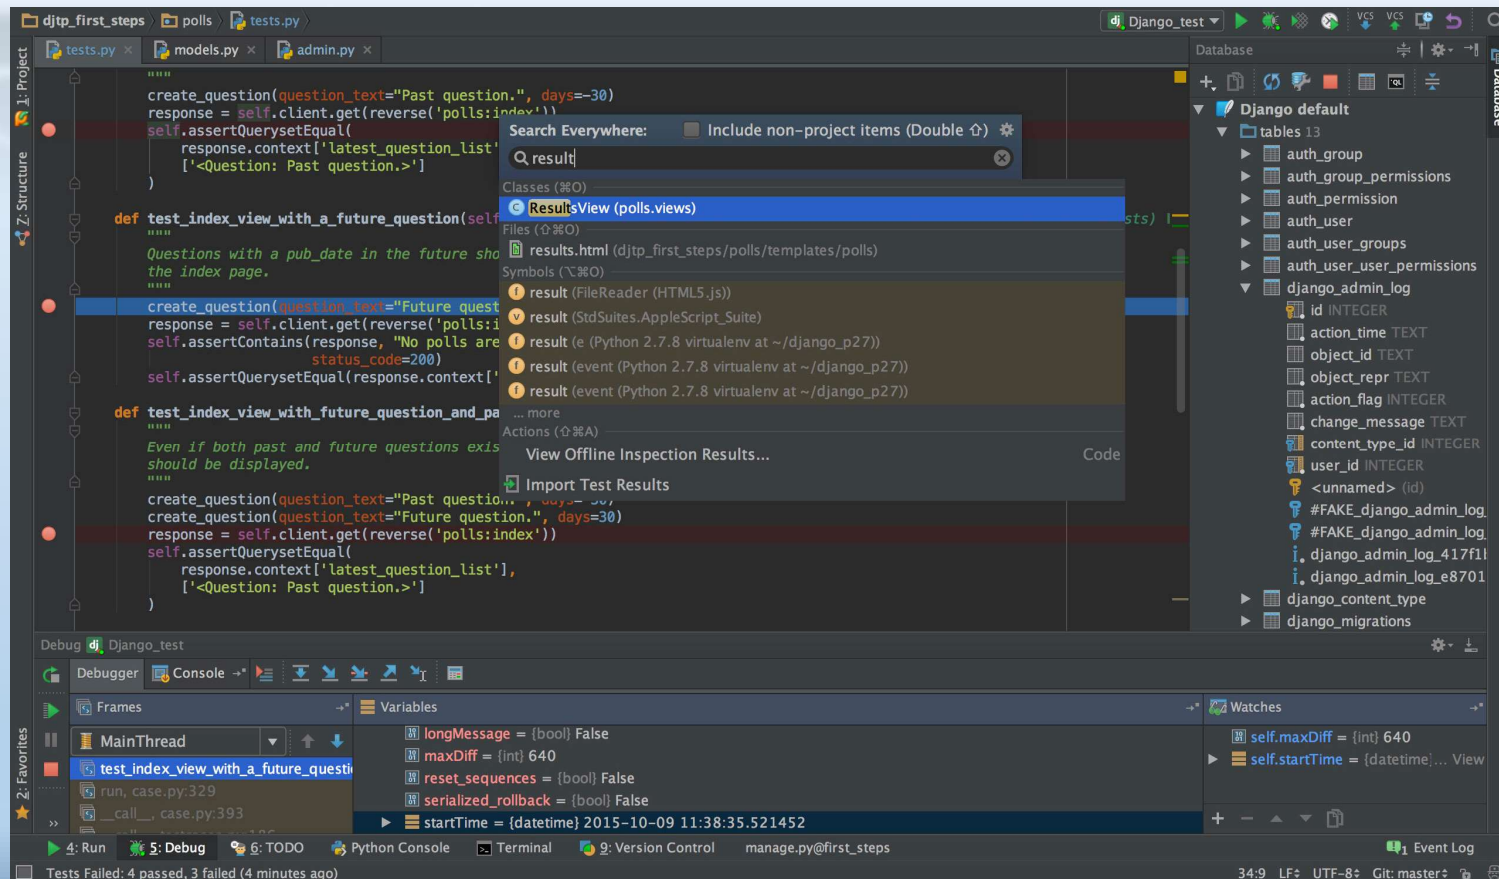 djtp_first_steps polls tests.py
Django_test
VCS VCS
tests.py models.py admin.py
Database
1: Project
Z: Structure
2: Favorites
"""
create_question(question_text="Past question.", days=-30)
response = self.client.get(reverse('polls:index'))
self.assertQuerysetEqual(
response.context['latest_question_list'
['<Question: Past question.>']
)
def test_index_view_with_a_future_question(self
"""
Questions with a pub_date in the future sho
the index page.
"""
create_question(question_text="Future quest
response = self.client.get(reverse('polls:i
self.assertContains(response, "No polls are
status_code=200)
self.assertQuerysetEqual(response.context['
def test_index_view_with_future_question_and_pa
"""
Even if both past and future questions exis
should be displayed.
"""
create_question(question_text="Past question.", days=-30)
create_question(question_text="Future question.", days=30)
response = self.client.get(reverse('polls:index'))
self.assertQuerysetEqual(
response.context['latest_question_list'],
['<Question: Past question.>']
)
Search Everywhere: Include non-project items (Double ⇧)
result
Classes (⌘O)
ResultsView (polls.views)
Files (⇧⌘O)
results.html (djtp_first_steps/polls/templates/polls)
Symbols (⌥⌘O)
result (FileReader (HTML5.js))
result (StdSuites.AppleScript_Suite)
result (e (Python 2.7.8 virtualenv at ~/django_p27))
result (event (Python 2.7.8 virtualenv at ~/django_p27))
result (event (Python 2.7.8 virtualenv at ~/django_p27))
... more
Actions (⇧⌘A)
View Offline Inspection Results... Code
Import Test Results
sts)
Database
Django default
tables 13
auth_group
auth_group_permissions
auth_permission
auth_user
auth_user_groups
auth_user_user_permissions
django_admin_log
id INTEGER
action_time TEXT
object_id TEXT
object_repr TEXT
action_flag INTEGER
change_message TEXT
content_type_id INTEGER
user_id INTEGER
<unnamed> (id)
#FAKE_django_admin_log_
#FAKE_django_admin_log_
django_admin_log_417f1
django_admin_log_e8701
django_content_type
django_migrations
Debug dj Django_test
Debugger Console
Frames
MainThread
test_index_view_with_a_future_questi
run, case.py:329
__call__, case.py:393
Variables
longMessage = {bool} False
maxDiff = {int} 640
reset_sequences = {bool} False
serialized_rollback = {bool} False
startTime = {datetime} 2015-10-09 11:38:35.521452
Watches
self.maxDiff = {int} 640
self.startTime = {datetime}... View
4: Run 5: Debug 6: TODO Python Console Terminal 9: Version Control manage.py@first_steps 1 Event Log
Tests Failed: 4 passed, 3 failed (4 minutes ago) 34:9 LF UTF-8 Git: master